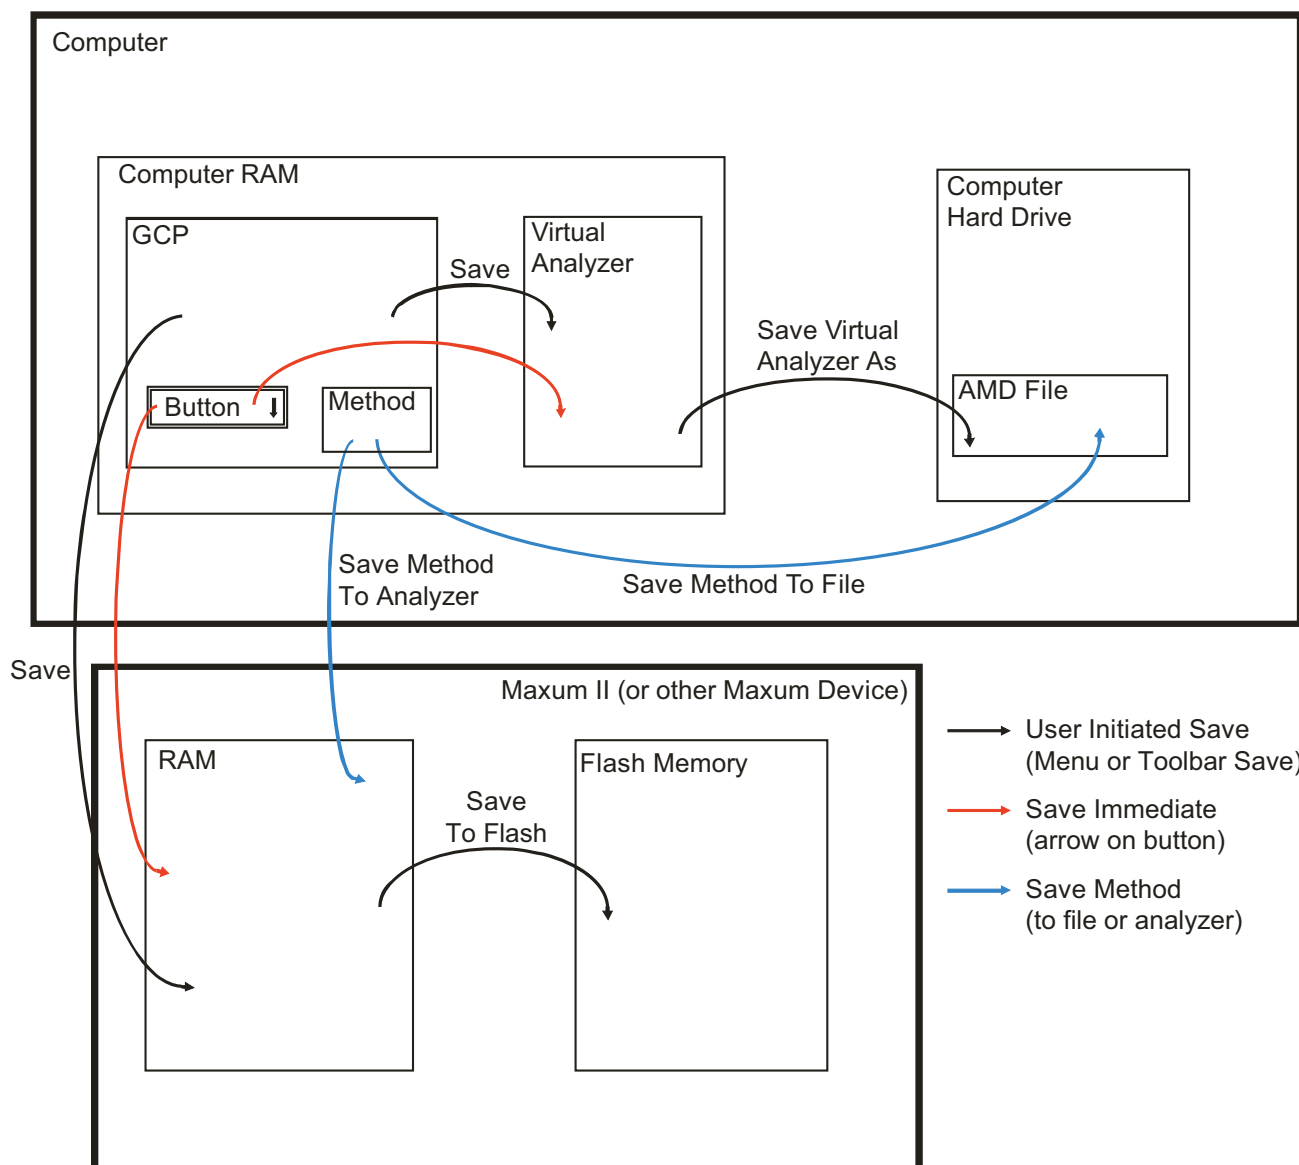 Computer
Computer RAM
Computer
Hard Drive
GCP
Virtual
Analyzer
Save
Save Virtual
Analyzer As
Button
Method
AMD File
Save Method
To Analyzer
Save Method To File
Save
Maxum II (or other Maxum Device)
RAM
Flash Memory
Save
To Flash
User Initiated Save
(Menu or Toolbar Save)
Save Immediate
(arrow on button)
Save Method
(to file or analyzer)